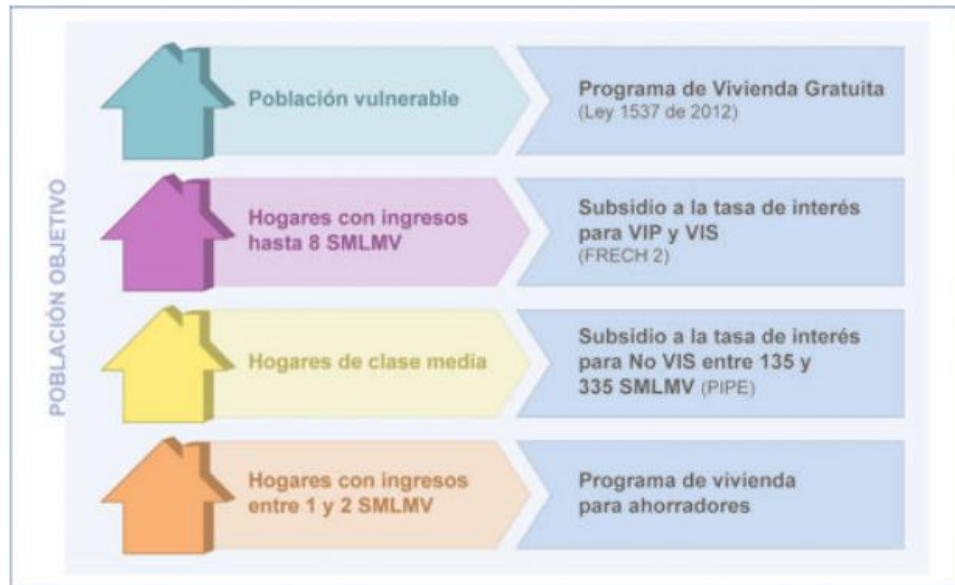 POBLACIÓN OBJETIVO
Población vulnerable
Programa de Vivienda Gratuita
(Ley 1537 de 2012)
Hogares con ingresos
hasta 8 SMLMV
Subsidio a la tasa de interés
para VIP y VIS
(FRECH 2)
Hogares de clase media
Subsidio a la tasa de interés
para No VIS entre 135 y
335 SMLMV (PIPE)
Hogares con ingresos
entre 1 y 2 SMLMV
Programa de vivienda
para ahorradores